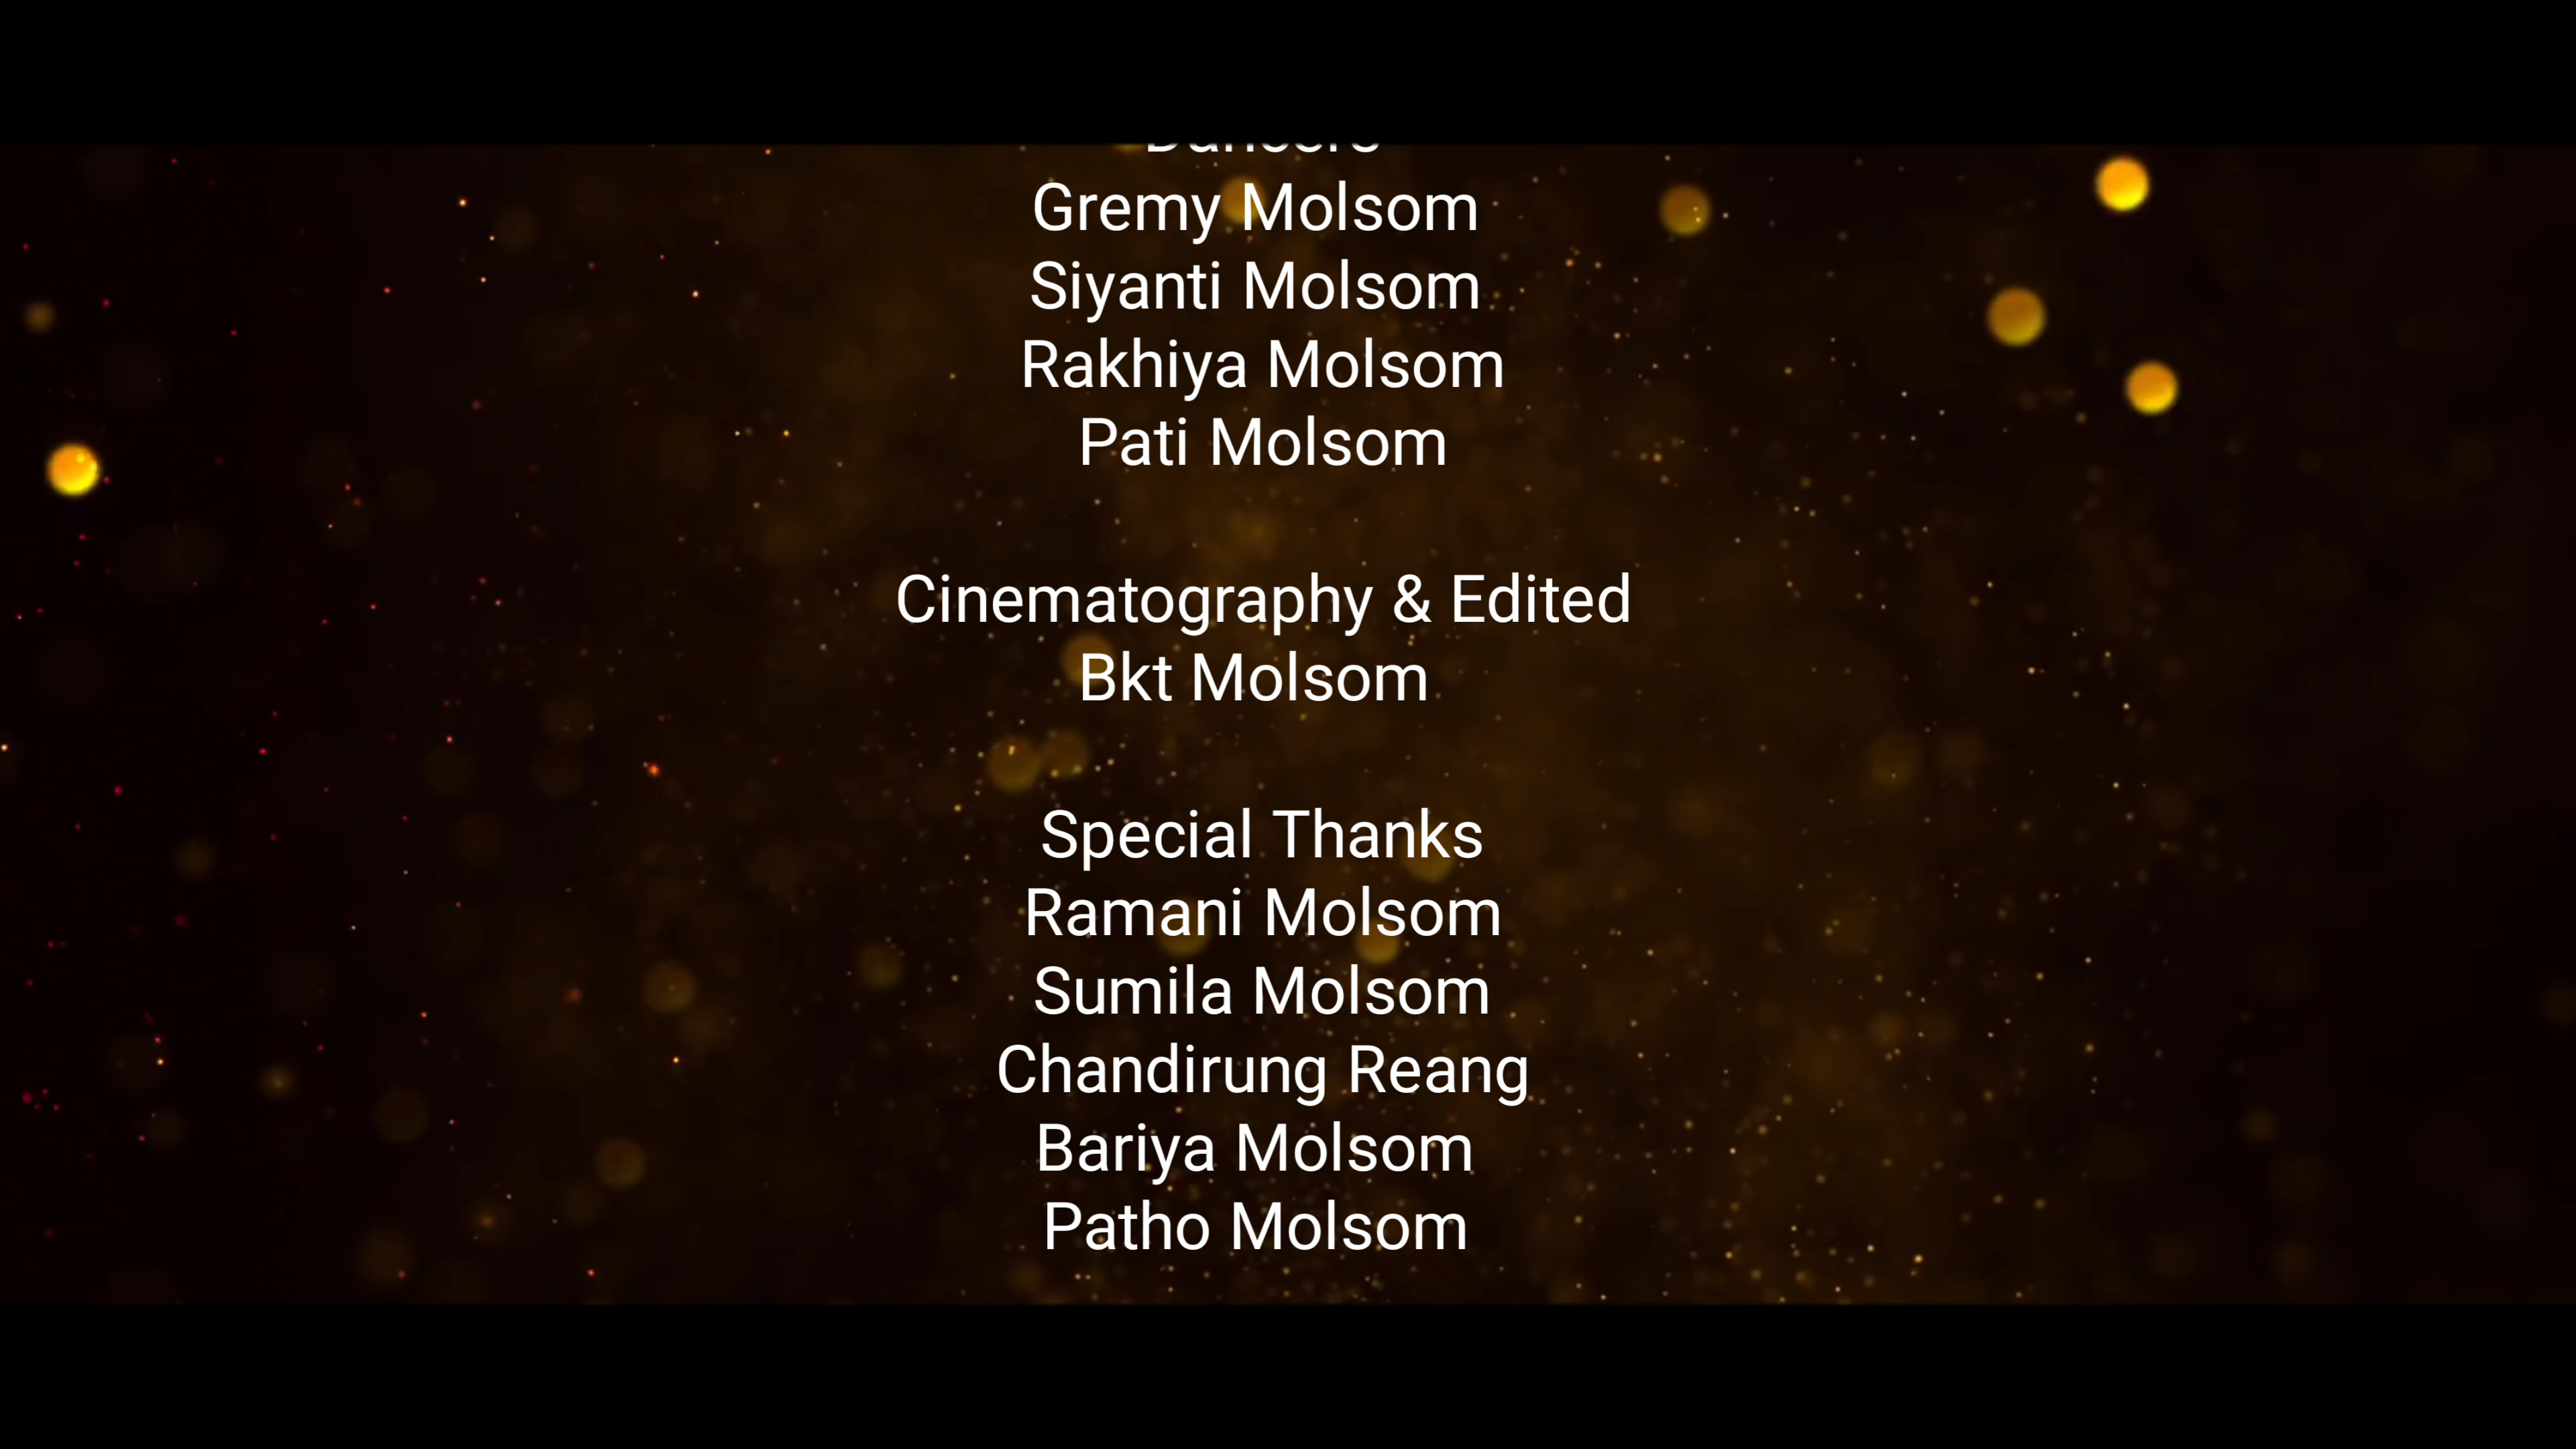 Dancers
Gremy Molsom
Siyanti Molsom
Rakhiya Molsom
Pati Molsom
Cinematography & Edited
Bkt Molsom
Special Thanks
Ramani Molsom
Sumila Molsom
Chandirung Reang
Bariya Molsom
Patho Molsom